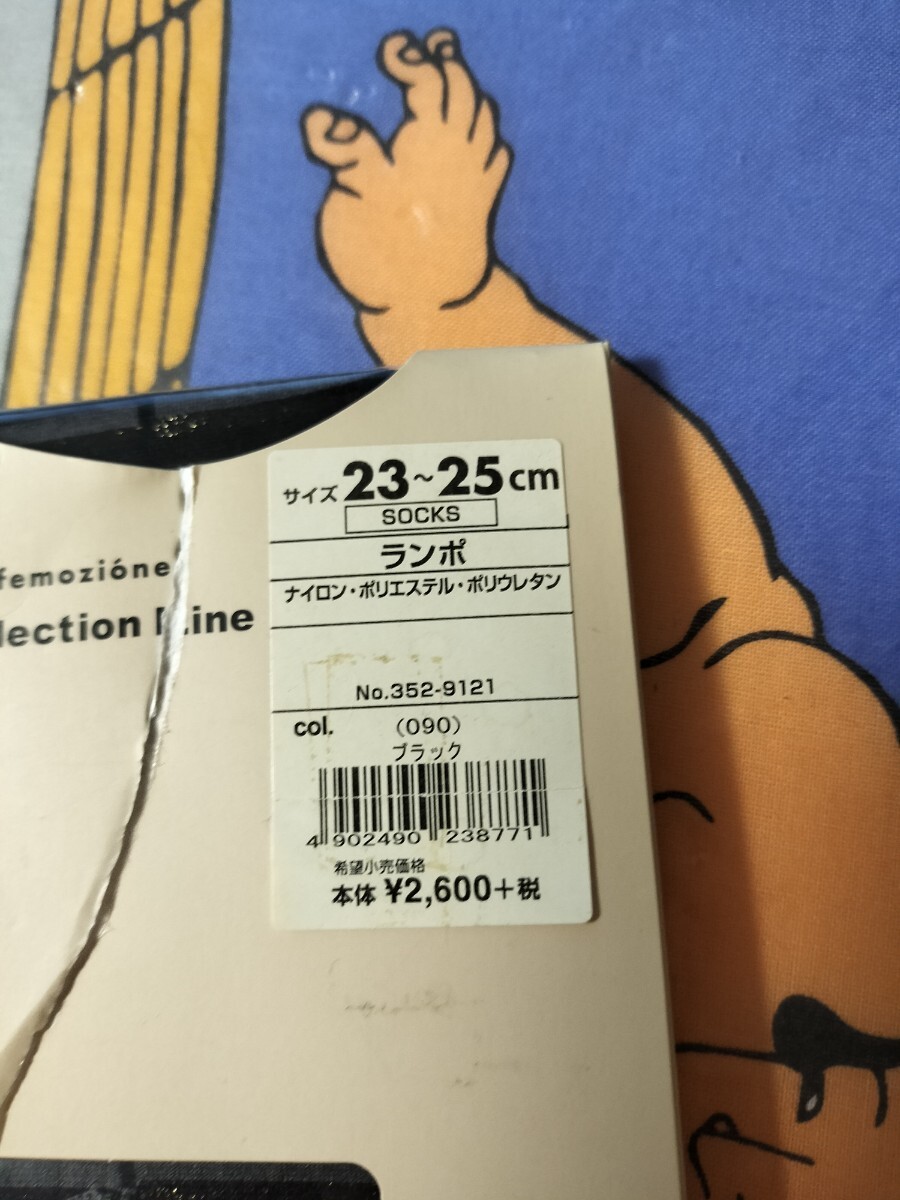 サイズ 23~25cm
SOCKS
ランポ
ナイロン・ポリエステル・ポリウレタン
No.352-9121
col. (090)
ブラック
4 902490 238771
希望小売価格
本体 ¥2,600+税
femozióne
lection Line